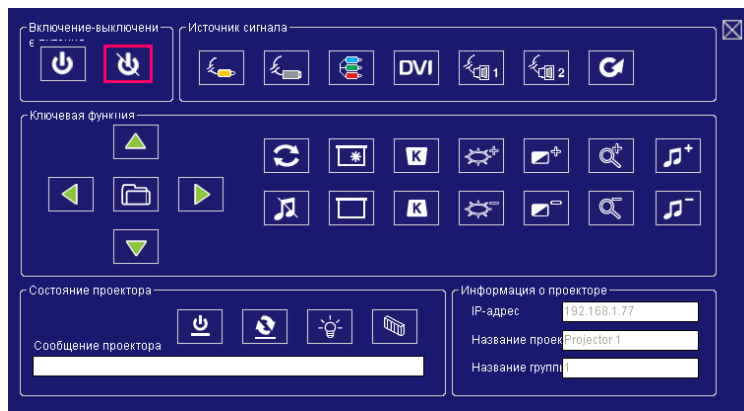 Включение-выключени
Источник сигнала
DVI
1
2
Ключевая функция
K
K
Состояние проектора
Сообщение проектора
Информация о проекторе
IP-адрес 192.168.1.77
Название проек Projector 1
Название группы 1